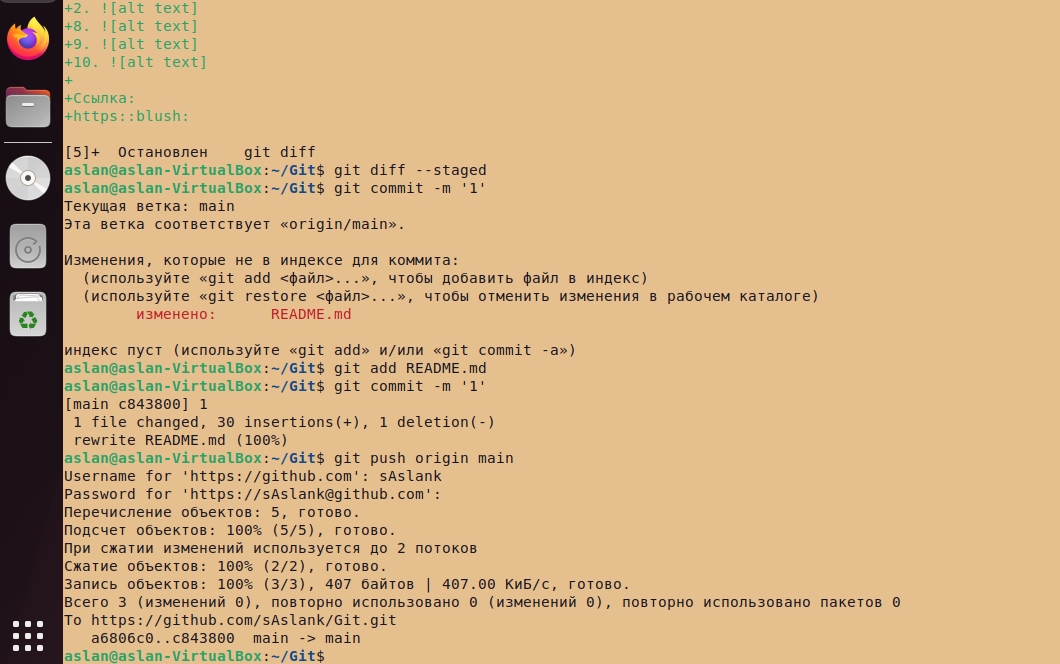 +2. ![alt text]
+8. ![alt text]
+9. ![alt text]
+10. ![alt text]
+
+Ссылка:
+https::blush:
[5]+  Остановлен    git diff
aslan@aslan-VirtualBox:~/Git$ git diff --staged
aslan@aslan-VirtualBox:~/Git$ git commit -m '1'
Текущая ветка: main
Эта ветка соответствует «origin/main».
Изменения, которые не в индексе для коммита:
  (используйте «git add <файл>...», чтобы добавить файл в индекс)
  (используйте «git restore <файл>...», чтобы отменить изменения в рабочем каталоге)
        изменено:      README.md
индекс пуст (используйте «git add» и/или «git commit -a»)
aslan@aslan-VirtualBox:~/Git$ git add README.md
aslan@aslan-VirtualBox:~/Git$ git commit -m '1'
[main c843800] 1
 1 file changed, 30 insertions(+), 1 deletion(-)
 rewrite README.md (100%)
aslan@aslan-VirtualBox:~/Git$ git push origin main
Username for 'https://github.com': sAslank
Password for 'https://sAslank@github.com':
Перечисление объектов: 5, готово.
Подсчет объектов: 100% (5/5), готово.
При сжатии изменений используется до 2 потоков
Сжатие объектов: 100% (2/2), готово.
Запись объектов: 100% (3/3), 407 байтов | 407.00 КиБ/с, готово.
Всего 3 (изменений 0), повторно использовано 0 (изменений 0), повторно использовано пакетов 0
To https://github.com/sAslank/Git.git
   a6806c0..c843800  main -> main
aslan@aslan-VirtualBox:~/Git$